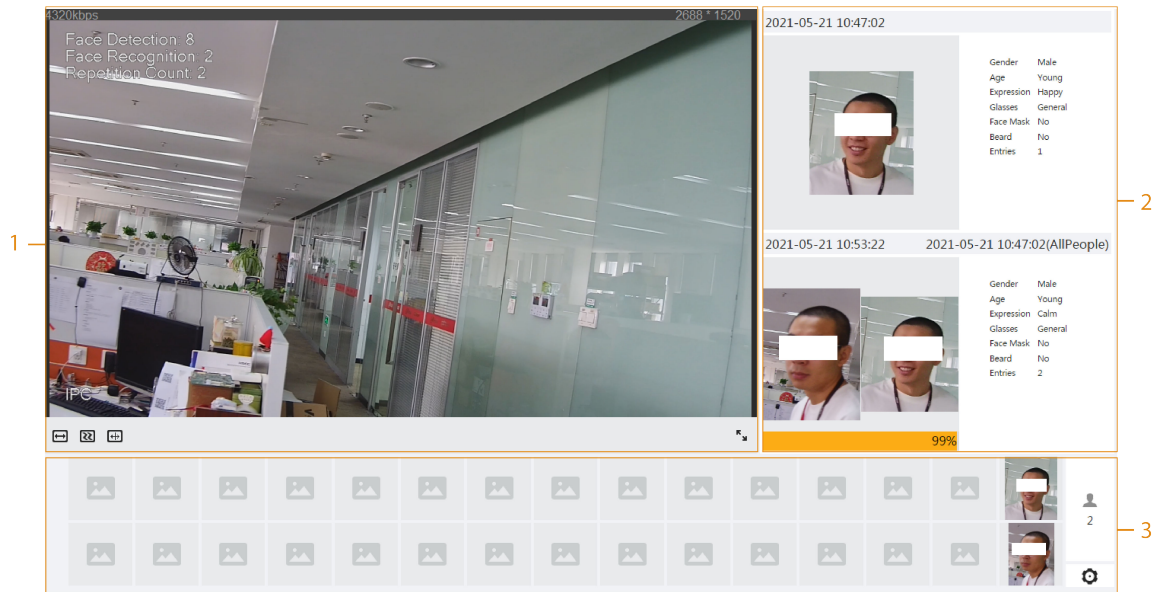 4320kbps
2688 * 1520
Face Detection: 8
Face Recognition: 2
Repetition Count: 2
IPC
1
2021-05-21 10:47:02
Gender Male
Age Young
Expression Happy
Glasses General
Face Mask No
Beard No
Entries 1
2
2021-05-21 10:53:22 2021-05-21 10:47:02(AllPeople)
Gender Male
Age Young
Expression Calm
Glasses General
Face Mask No
Beard No
Entries 2
99%
2
3